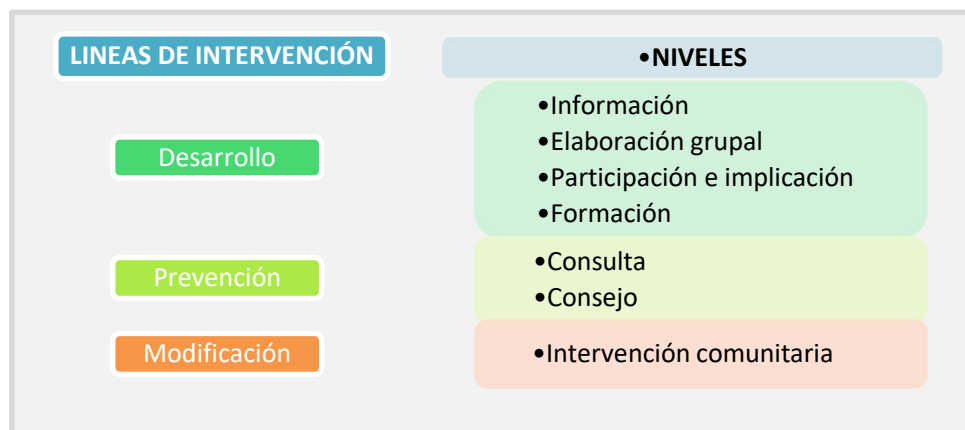 LINEAS DE INTERVENCIÓN
•NIVELES
Desarrollo
•Información
•Elaboración grupal
•Participación e implicación
•Formación
Prevención
•Consulta
•Consejo
Modificación
•Intervención comunitaria